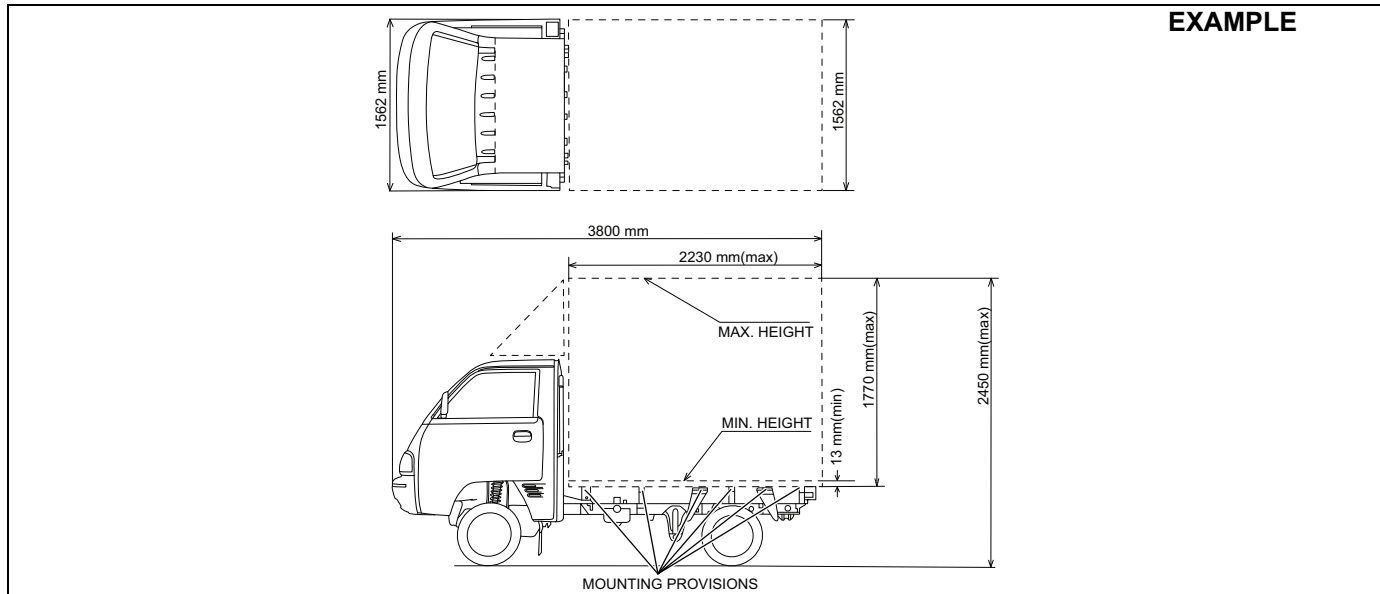 EXAMPLE
1562 mm
1562 mm
3800 mm
2230 mm(max)
MAX. HEIGHT
MIN. HEIGHT
13 mm(min)
1770 mm(max)
2450 mm(max)
MOUNTING PROVISIONS